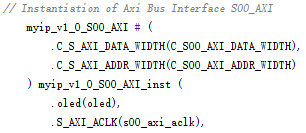 // Instantiation of Axi Bus Interface S00_AXI
myip_v1_0_S00_AXI # (
.C_S_AXI_DATA_WIDTH(C_S00_AXI_DATA_WIDTH),
.C_S_AXI_ADDR_WIDTH(C_S00_AXI_ADDR_WIDTH)
) myip_v1_0_S00_AXI_inst (
.oled(oled),
.S_AXI_ACLK(s00_axi_aclk),